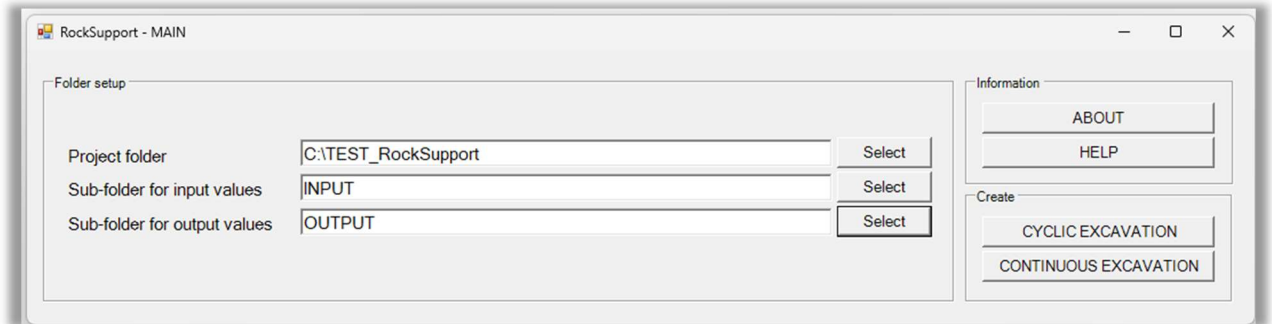 RockSupport - MAIN
Folder setup
Project folder C:\TEST_RockSupport Select
Sub-folder for input values INPUT Select
Sub-folder for output values OUTPUT Select
Information
ABOUT
HELP
Create
CYCLIC EXCAVATION
CONTINUOUS EXCAVATION